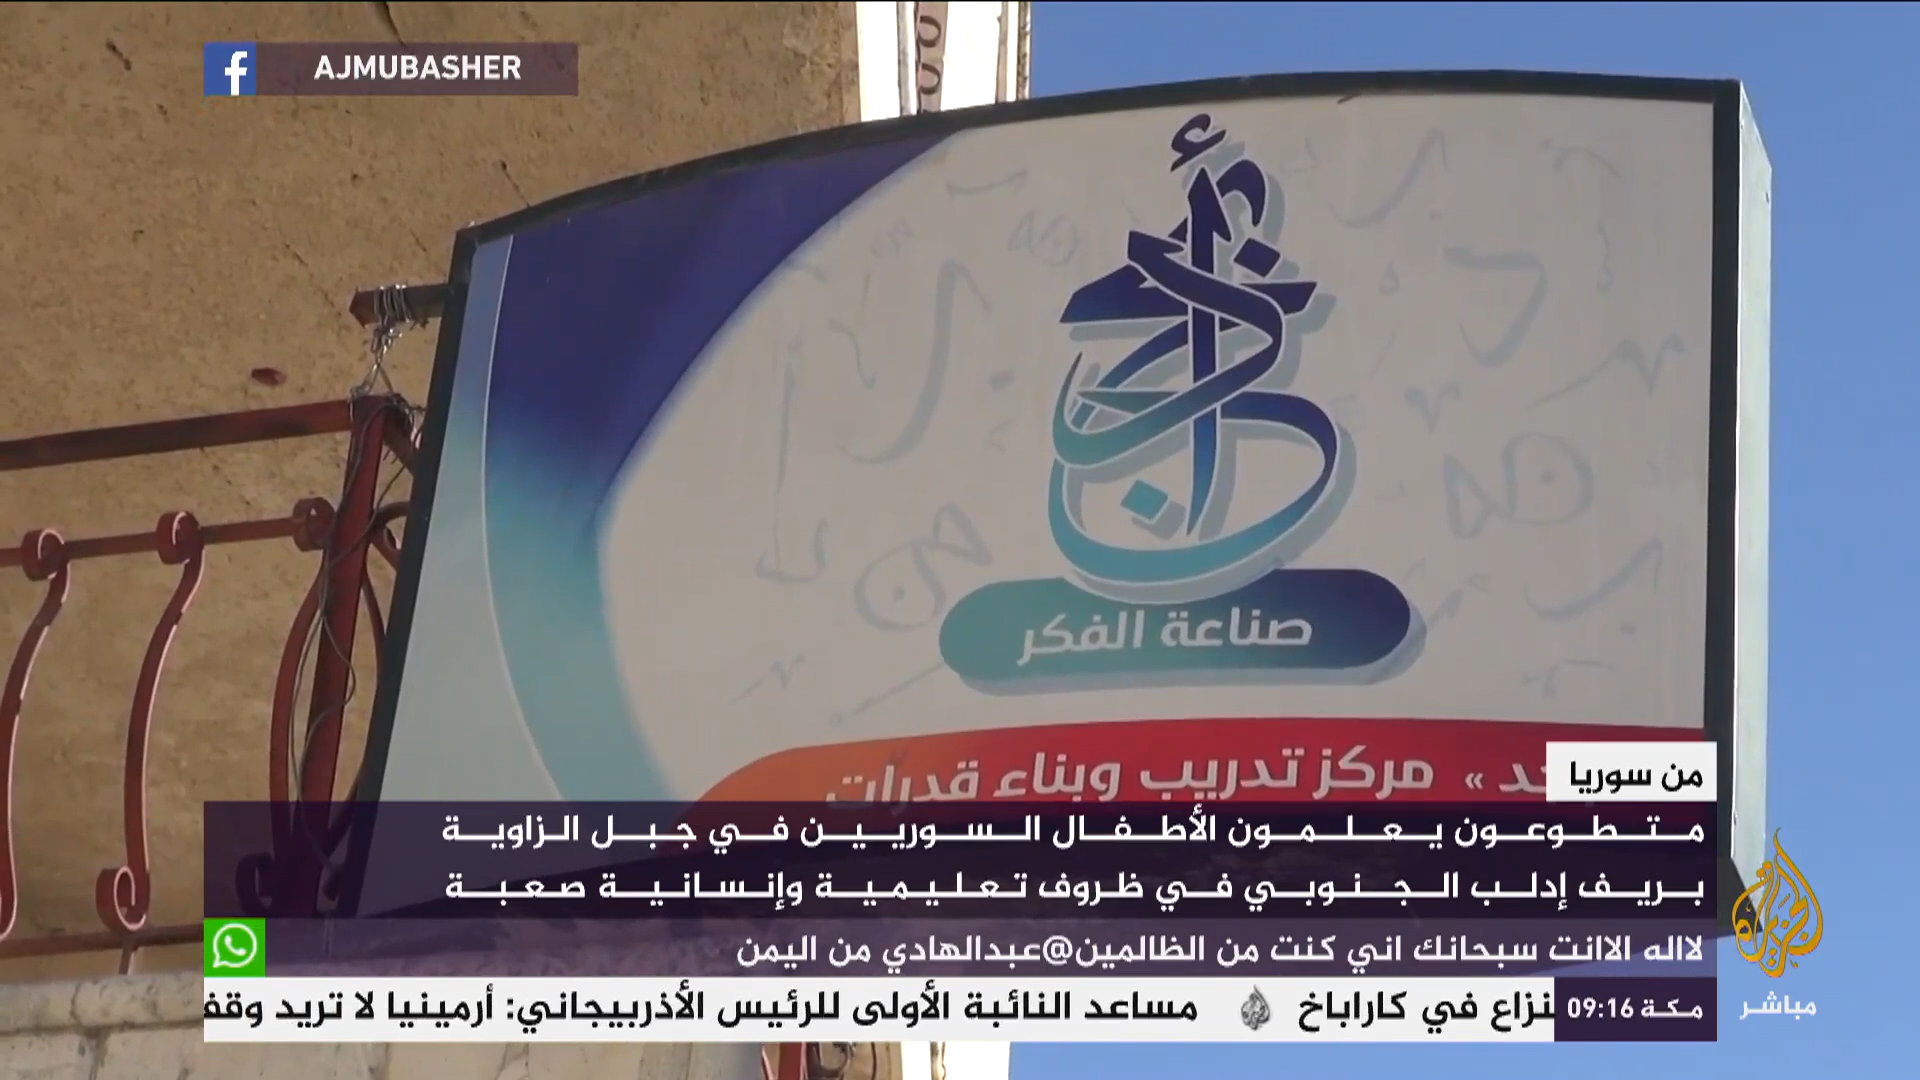 AJMUBASHER
صناعة الفكر
مركز تدريب وبناء قدرات
من سوريا
متطوعون يعلمون الأطفال السوريين في جبل الزاوية
بريف إدلب الجنوبي في ظروف تعليمية وإنسانية صعبة
لااله الاانت سبحانك اني كنت من الظالمين@عبدالهادي من اليمن
مكة 09:16
نزاع في كاراباخ
مساعد النائبة الأولى للرئيس الأذربيجاني: أرمينيا لا تريد وقف
مباشر